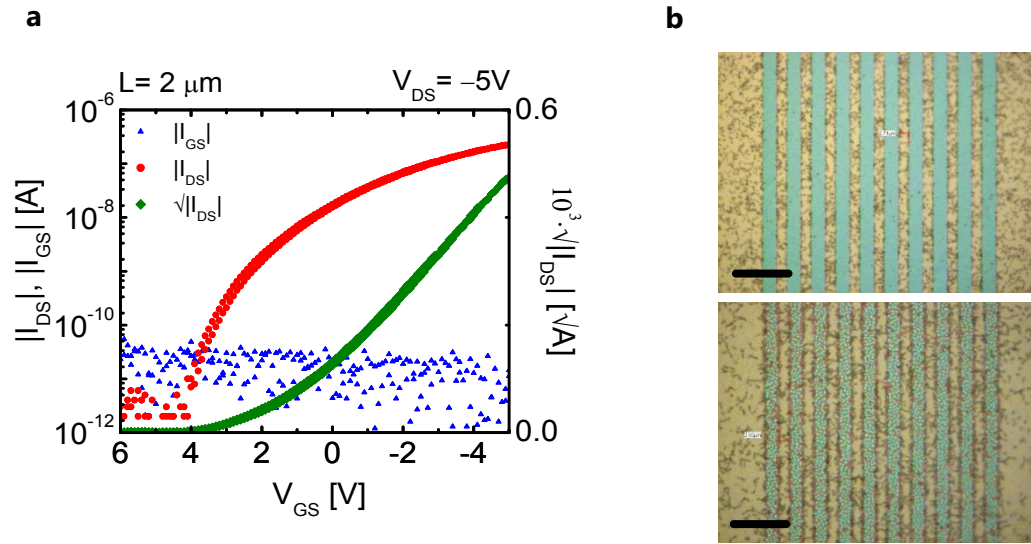 a
b
L= 2 μm
V_DS = −5V
10^-6
10^-8
10^-10
10^-12
|I_DS|, |I_GS| [A]
|I_GS|
|I_DS|
√|I_DS|
0.6
0.0
10^3·√|I_DS| [√A]
6
4
2
0
-2
-4
V_GS [V]